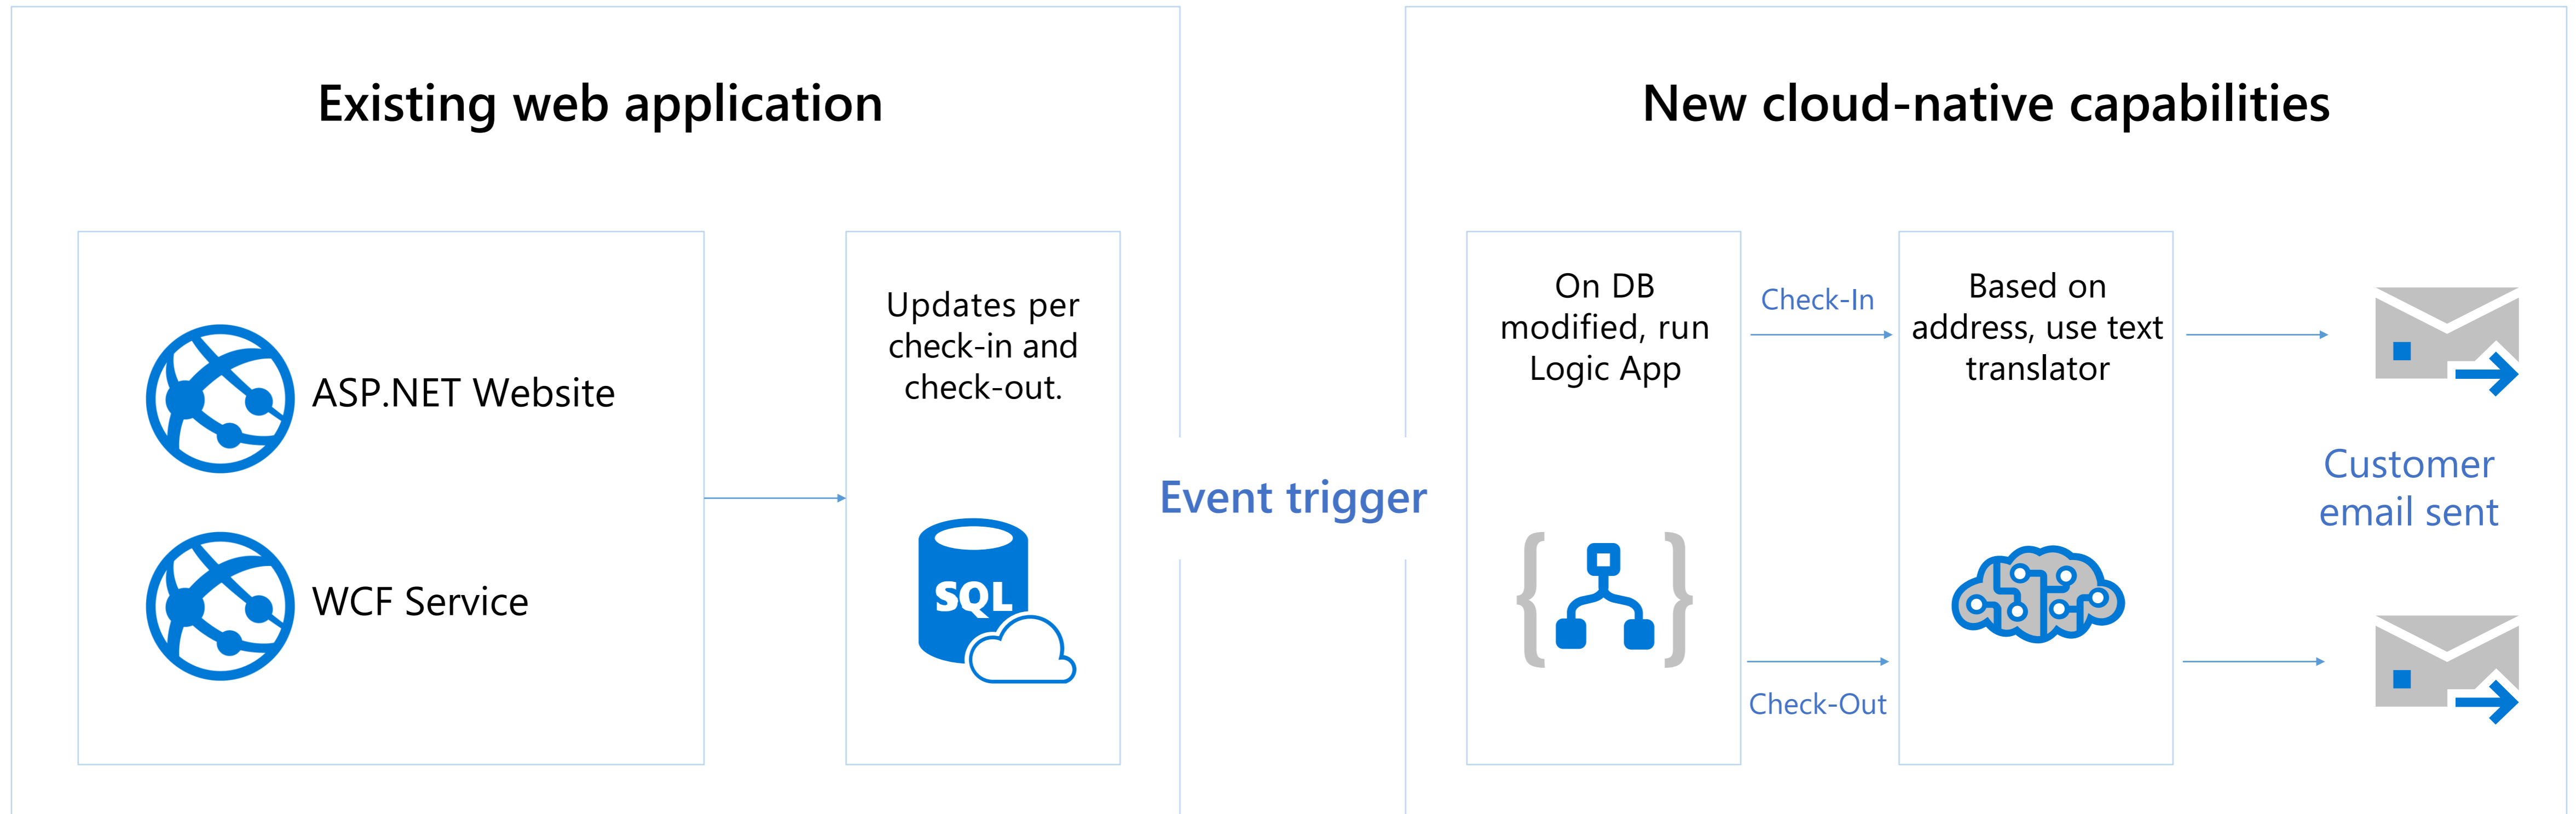 Existing web application
ASP.NET Website
WCF Service
Updates per
check-in and
check-out.
SQL
Event trigger
New cloud-native capabilities
On DB
modified, run
Logic App
Check-In
Check-Out
Based on
address, use text
translator
Customer
email sent